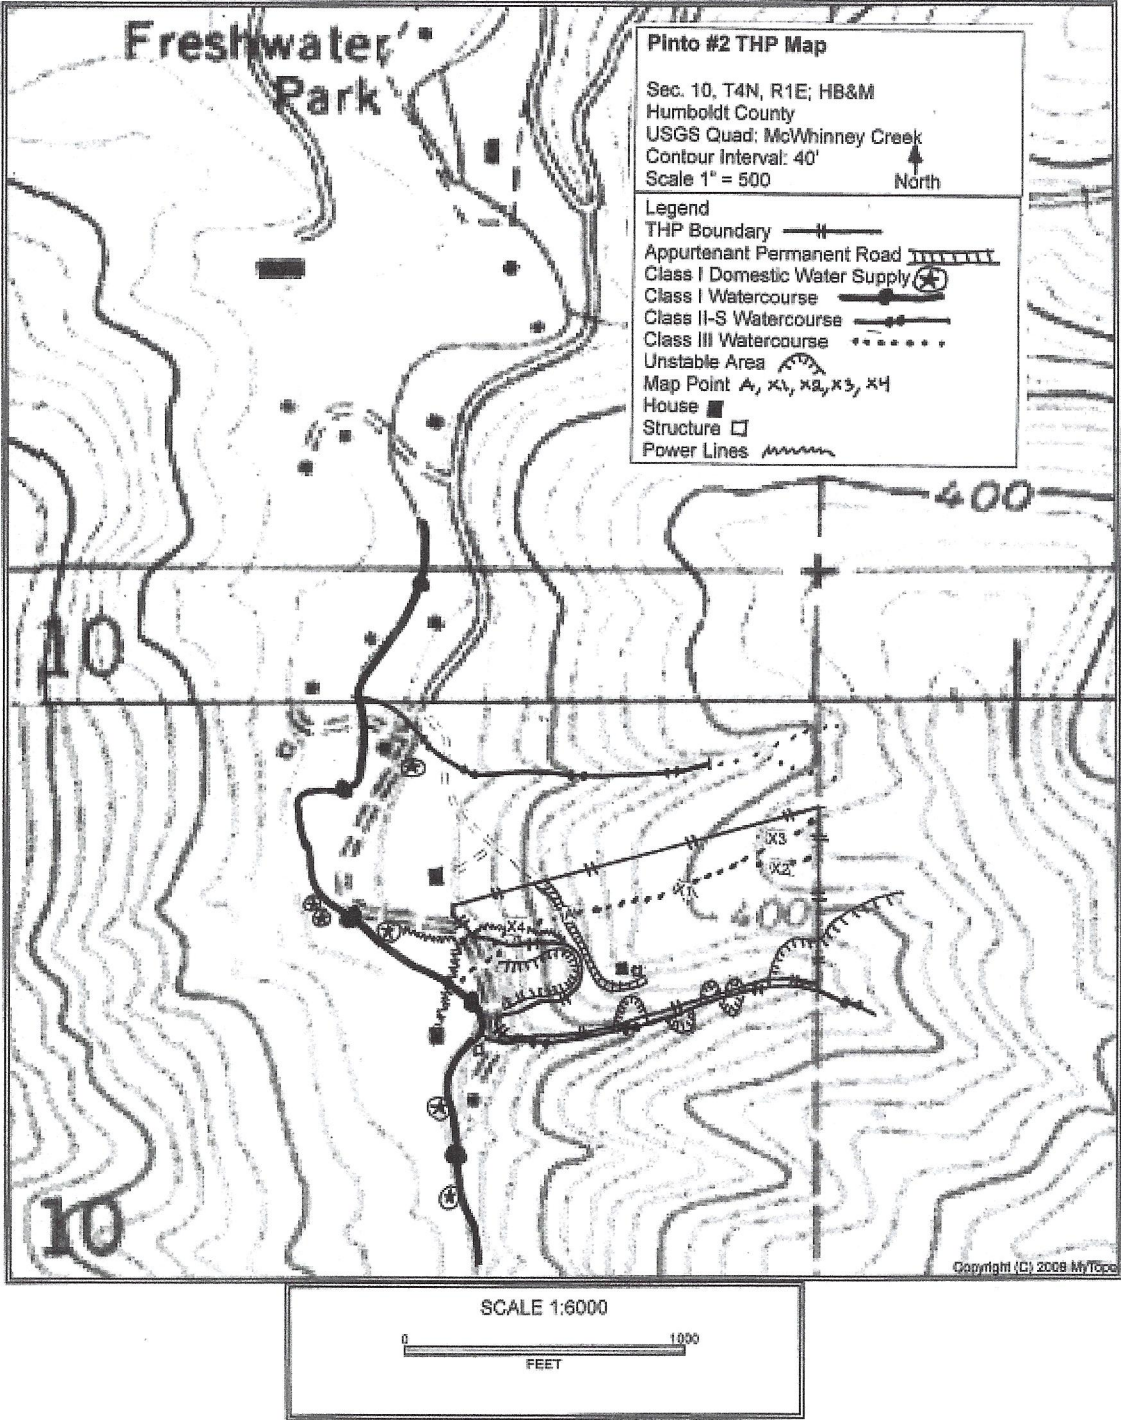 Freshwater
Park
Pinto #2 THP Map
Sec. 10, T4N, R1E; HB&M
Humboldt County
USGS Quad: McWhinney Creek
Contour Interval: 40'
Scale 1" = 500
North
Legend
THP Boundary
Appurtenant Permanent Road
Class I Domestic Water Supply
Class I Watercourse
Class II-S Watercourse
Class III Watercourse
Unstable Area
Map Point A, X1, X2, X3, X4
House
Structure
Power Lines
400
10
X3
X2
X1
400
X4
a
10
Copyright (C) 2009 MyTopo
SCALE 1:6000
0 1000
FEET